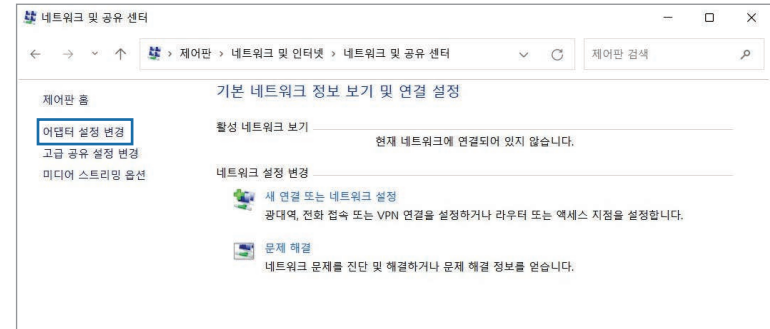 네트워크 및 공유 센터
제어판 > 네트워크 및 인터넷 > 네트워크 및 공유 센터
제어판 검색
제어판 홈
어댑터 설정 변경
고급 공유 설정 변경
미디어 스트리밍 옵션
기본 네트워크 정보 보기 및 연결 설정
활성 네트워크 보기
현재 네트워크에 연결되어 있지 않습니다.
네트워크 설정 변경
새 연결 또는 네트워크 설정
광대역, 전화 접속 또는 VPN 연결을 설정하거나 라우터 또는 액세스 지점을 설정합니다.
문제 해결
네트워크 문제를 진단 및 해결하거나 문제 해결 정보를 얻습니다.